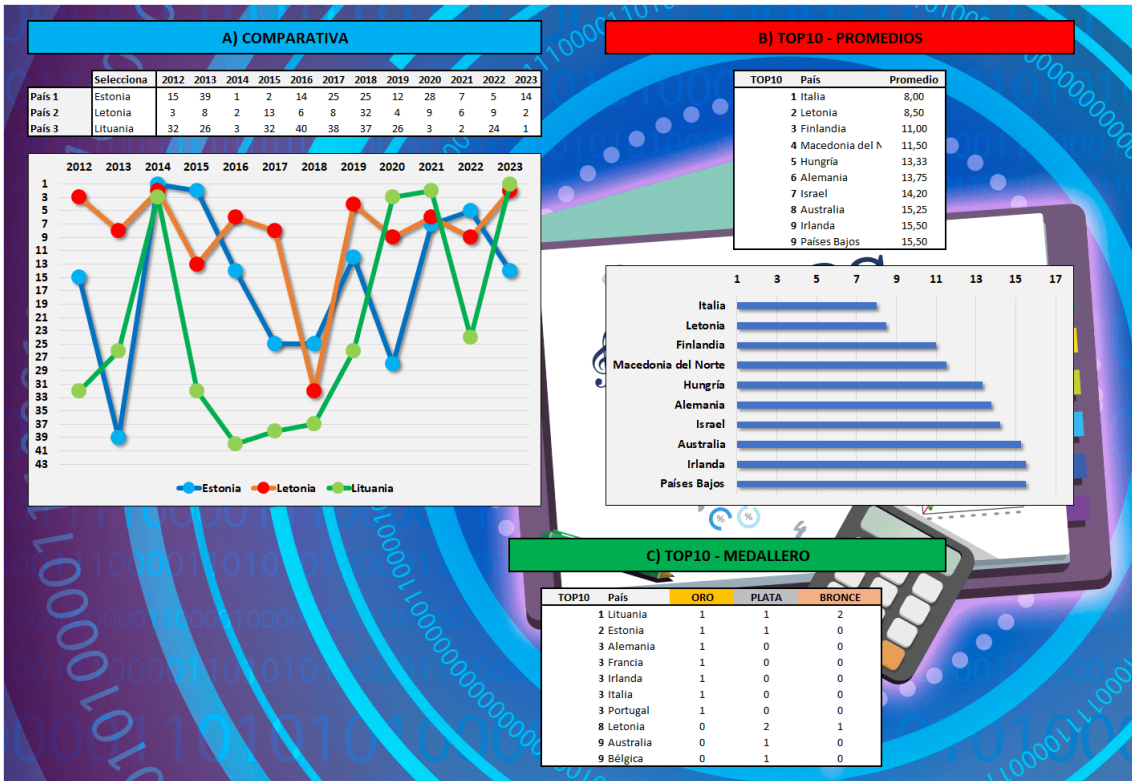 A) COMPARATIVA
Selecciona 2012 2013 2014 2015 2016 2017 2018 2019 2020 2021 2022 2023
País 1 Estonia 15 39 1 2 14 25 25 12 28 7 5 14
País 2 Letonia 3 8 2 13 6 8 32 4 9 6 9 2
País 3 Lituania 32 26 3 32 40 38 37 26 3 2 24 1
2012 2013 2014 2015 2016 2017 2018 2019 2020 2021 2022 2023
1
3
5
7
9
11
13
15
17
19
21
23
25
27
29
31
33
35
37
39
41
43
Estonia Letonia Lituania
B) TOP10 - PROMEDIOS
TOP10 País Promedio
1 Italia 8,00
2 Letonia 8,50
3 Finlandia 11,00
4 Macedonia del N 11,50
5 Hungría 13,33
6 Alemania 13,75
7 Israel 14,20
8 Australia 15,25
9 Irlanda 15,50
9 Países Bajos 15,50
1 3 5 7 9 11 13 15 17
Italia
Letonia
Finlandia
Macedonia del Norte
Hungría
Alemania
Israel
Australia
Irlanda
Países Bajos
% %
4
C) TOP10 - MEDALLERO
TOP10 País ORO PLATA BRONCE
1 Lituania 1 1 2
2 Estonia 1 1 0
3 Alemania 1 0 0
3 Francia 1 0 0
3 Irlanda 1 0 0
3 Italia 1 0 0
3 Portugal 1 0 0
8 Letonia 0 2 1
9 Australia 0 1 0
9 Bélgica 0 1 0